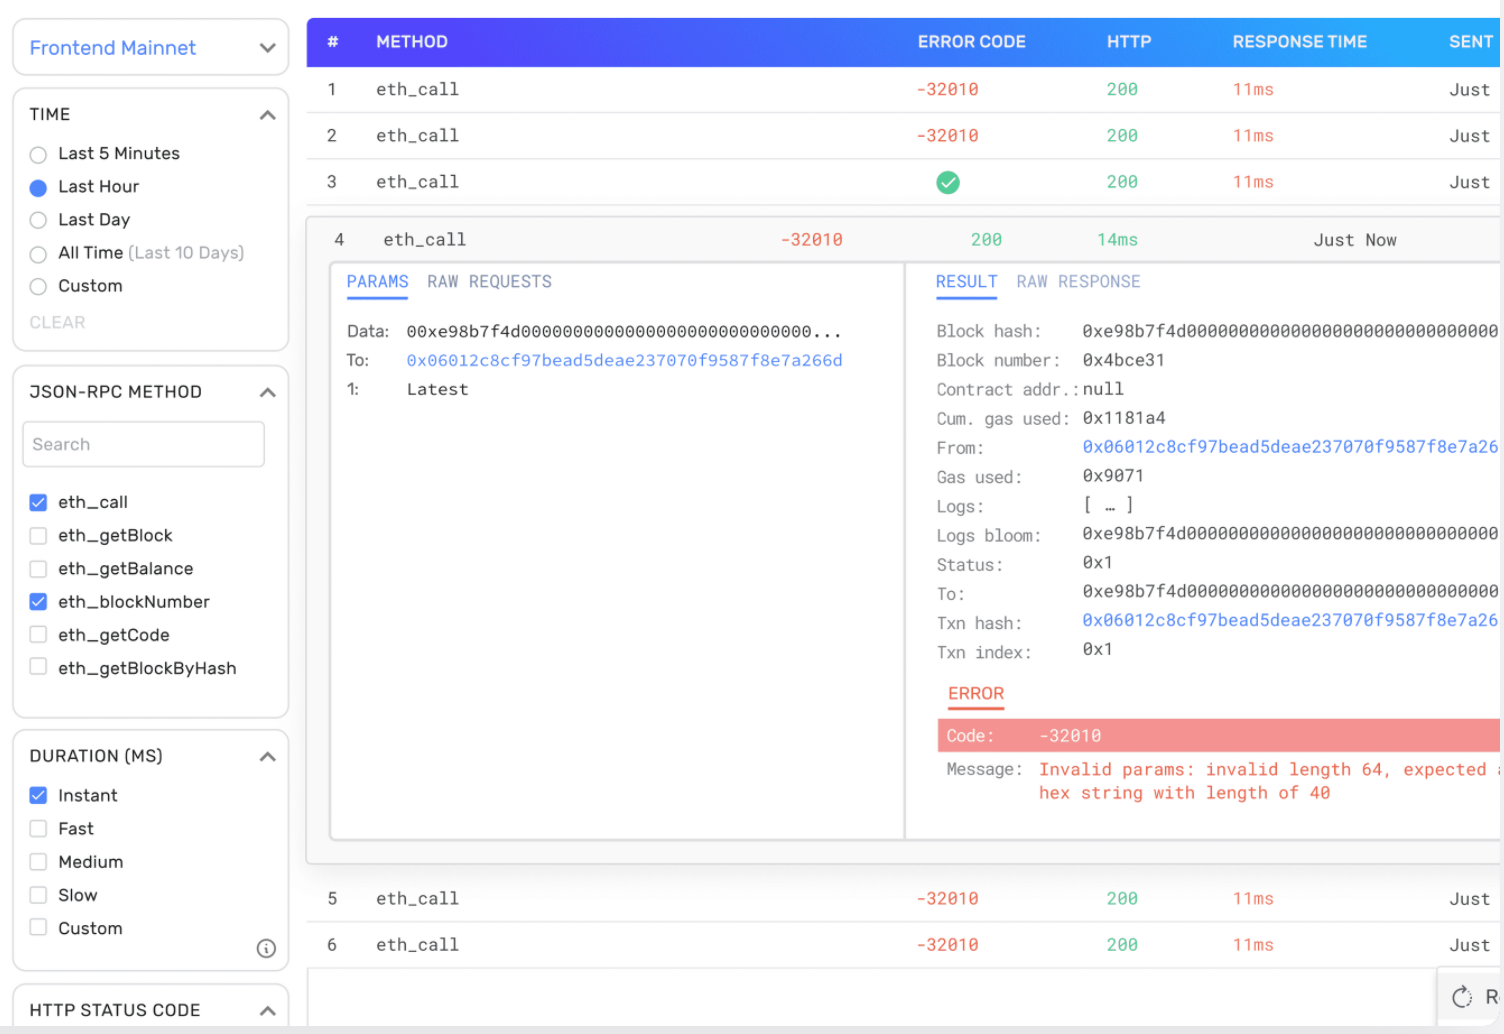 Frontend Mainnet
TIME
Last 5 Minutes
Last Hour
Last Day
All Time (Last 10 Days)
Custom
CLEAR
JSON-RPC METHOD
Search
eth_call
eth_getBlock
eth_getBalance
eth_blockNumber
eth_getCode
eth_getBlockByHash
DURATION (MS)
Instant
Fast
Medium
Slow
Custom
HTTP STATUS CODE
# METHOD ERROR CODE HTTP RESPONSE TIME SENT
1 eth_call -32010 200 11ms Just
2 eth_call -32010 200 11ms Just
3 eth_call 200 11ms Just
4 eth_call -32010 200 14ms Just Now
PARAMS RAW REQUESTS
Data: 00xe98b7f4d0000000000000000000000000000...
To: 0x06012c8cf97bead5deae237070f9587f8e7a266d
1: Latest
RESULT RAW RESPONSE
Block hash: 0xe98b7f4d000000000000000000000000000000
Block number: 0x4bce31
Contract addr.: null
Cum. gas used: 0x1181a4
From: 0x06012c8cf97bead5deae237070f9587f8e7a26
Gas used: 0x9071
Logs: [ … ]
Logs bloom: 0xe98b7f4d000000000000000000000000000000
Status: 0x1
To: 0xe98b7f4d000000000000000000000000000000
Txn hash: 0x06012c8cf97bead5deae237070f9587f8e7a26
Txn index: 0x1
ERROR
Code: -32010
Message: Invalid params: invalid length 64, expected a
hex string with length of 40
5 eth_call -32010 200 11ms Just
6 eth_call -32010 200 11ms Just